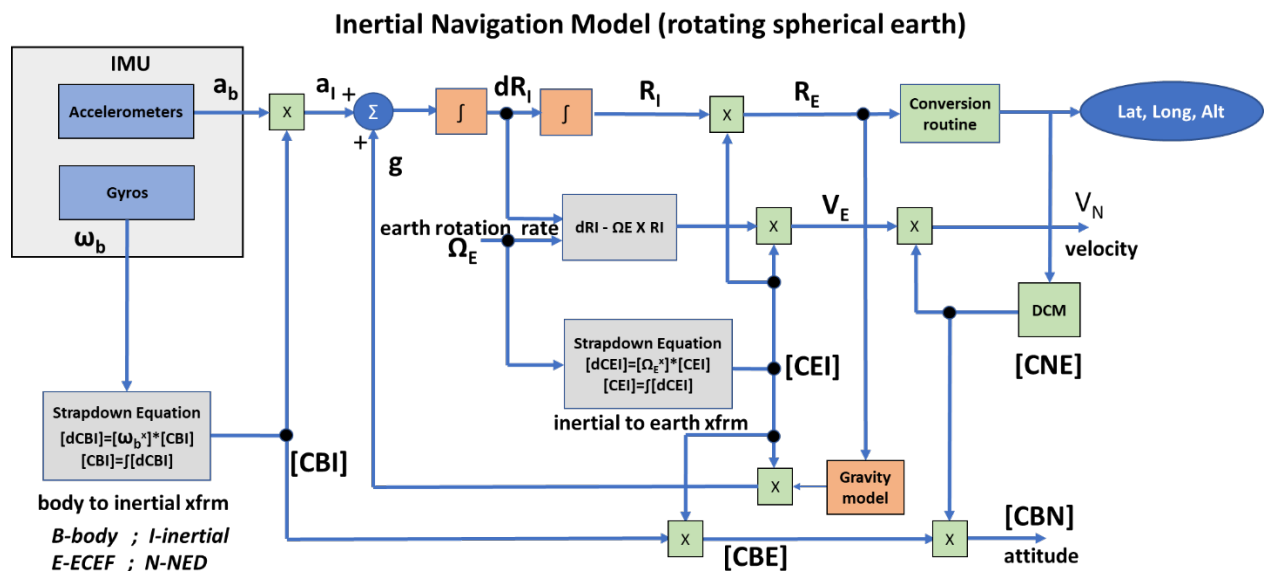 Inertial Navigation Model (rotating spherical earth)
IMU
Accelerometers
a_b
X
a_I
+
Σ
+
∫
dR_I
∫
R_I
X
R_E
Conversion
routine
Lat, Long, Alt
Gyros
ω_b
g
earth rotation rate
Ω_E
dRI - ΩE X RI
X
V_E
X
V_N
velocity
DCM
[CNE]
Strapdown Equation
[dCEI]=[Ω_E^x]*[CEI]
[CEI]=∫[dCEI]
[CEI]
inertial to earth xfrm
Strapdown Equation
[dCBI]=[ω_b^x]*[CBI]
[CBI]=∫[dCBI]
[CBI]
body to inertial xfrm
X
Gravity
model
B-body ; I-inertial
E-ECEF ; N-NED
X
[CBE]
X
[CBN]
attitude